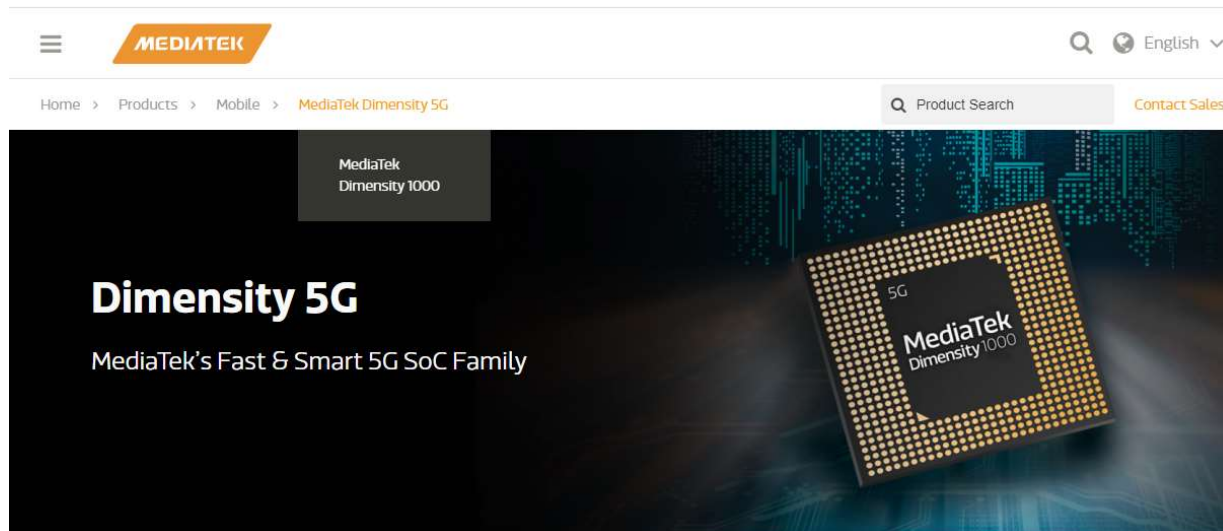 MEDIATEK
English
Home > Products > Mobile > MediaTek Dimensity 5G
Product Search
Contact Sales
MediaTek
Dimensity 1000
Dimensity 5G
MediaTek's Fast & Smart 5G SoC Family
5G
MediaTek
Dimensity 1000